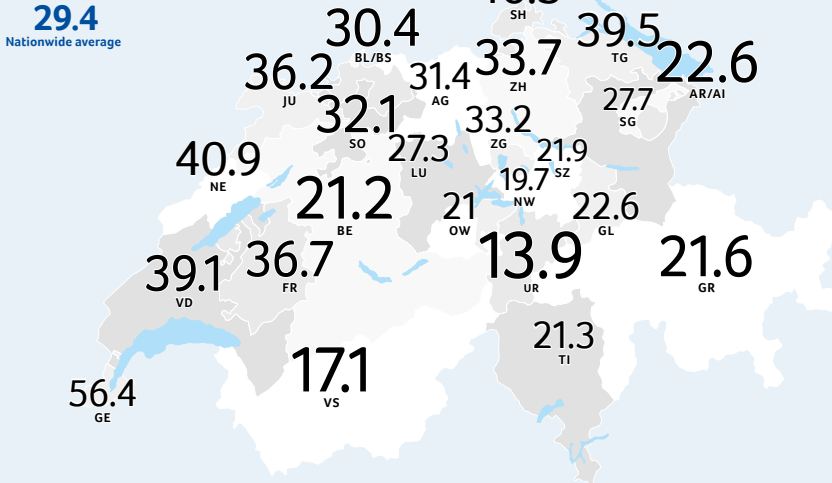 29.4
Nationwide average
SH
30.4
BL/BS
39.5
TG
36.2
JU
31.4
AG
33.7
ZH
22.6
AR/AI
32.1
SO
27.7
SG
33.2
ZG
27.3
LU
21.9
SZ
40.9
NE
19.7
NW
21.2
BE
21
OW
22.6
GL
39.1
VD
36.7
FR
13.9
UR
21.6
GR
21.3
TI
17.1
VS
56.4
GE